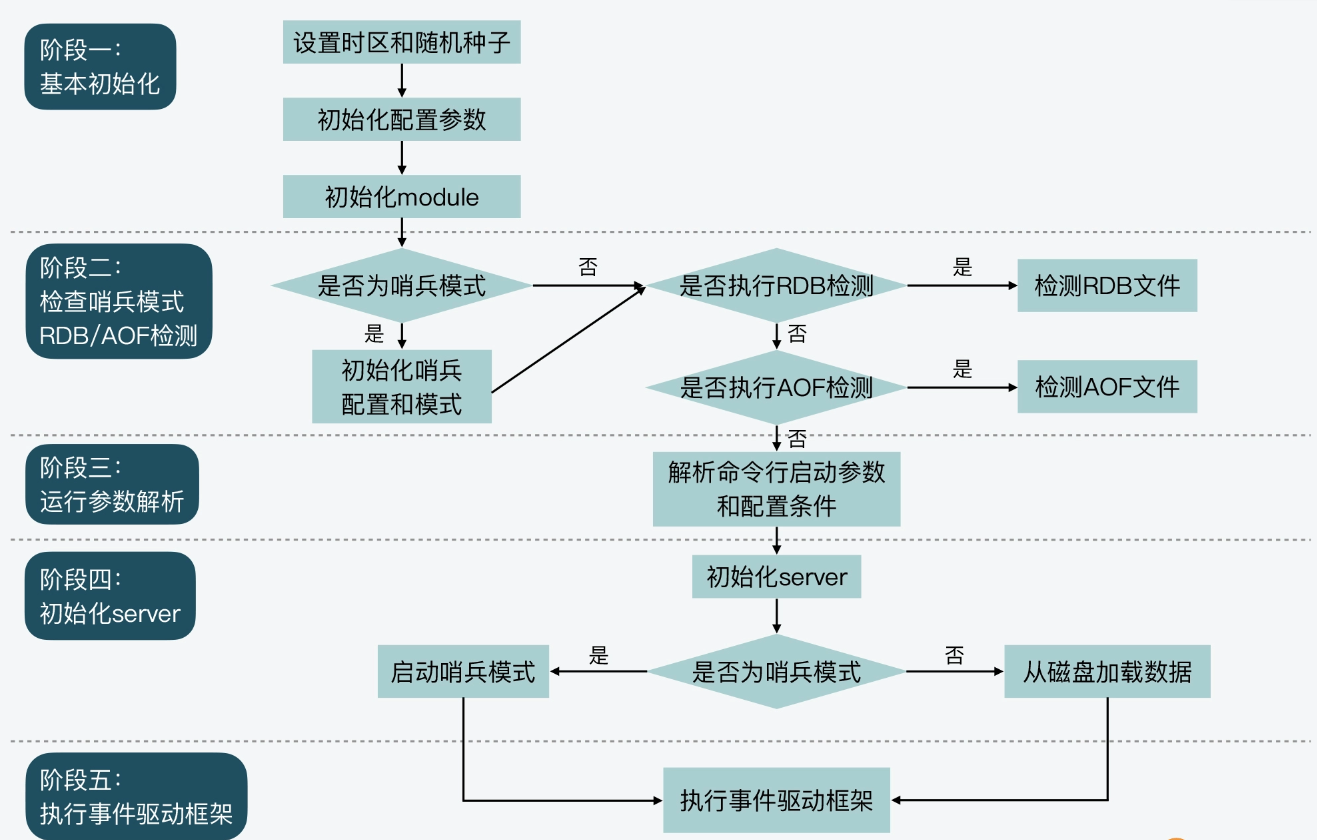 阶段一：
基本初始化
设置时区和随机种子
初始化配置参数
初始化module
阶段二：
检查哨兵模式
RDB/AOF检测
是否为哨兵模式
否
是否执行RDB检测
是
检测RDB文件
是
否
初始化哨兵
配置和模式
是否执行AOF检测
是
检测AOF文件
否
阶段三：
运行参数解析
解析命令行启动参数
和配置条件
阶段四：
初始化server
初始化server
启动哨兵模式
是
是否为哨兵模式
否
从磁盘加载数据
阶段五：
执行事件驱动框架
执行事件驱动框架